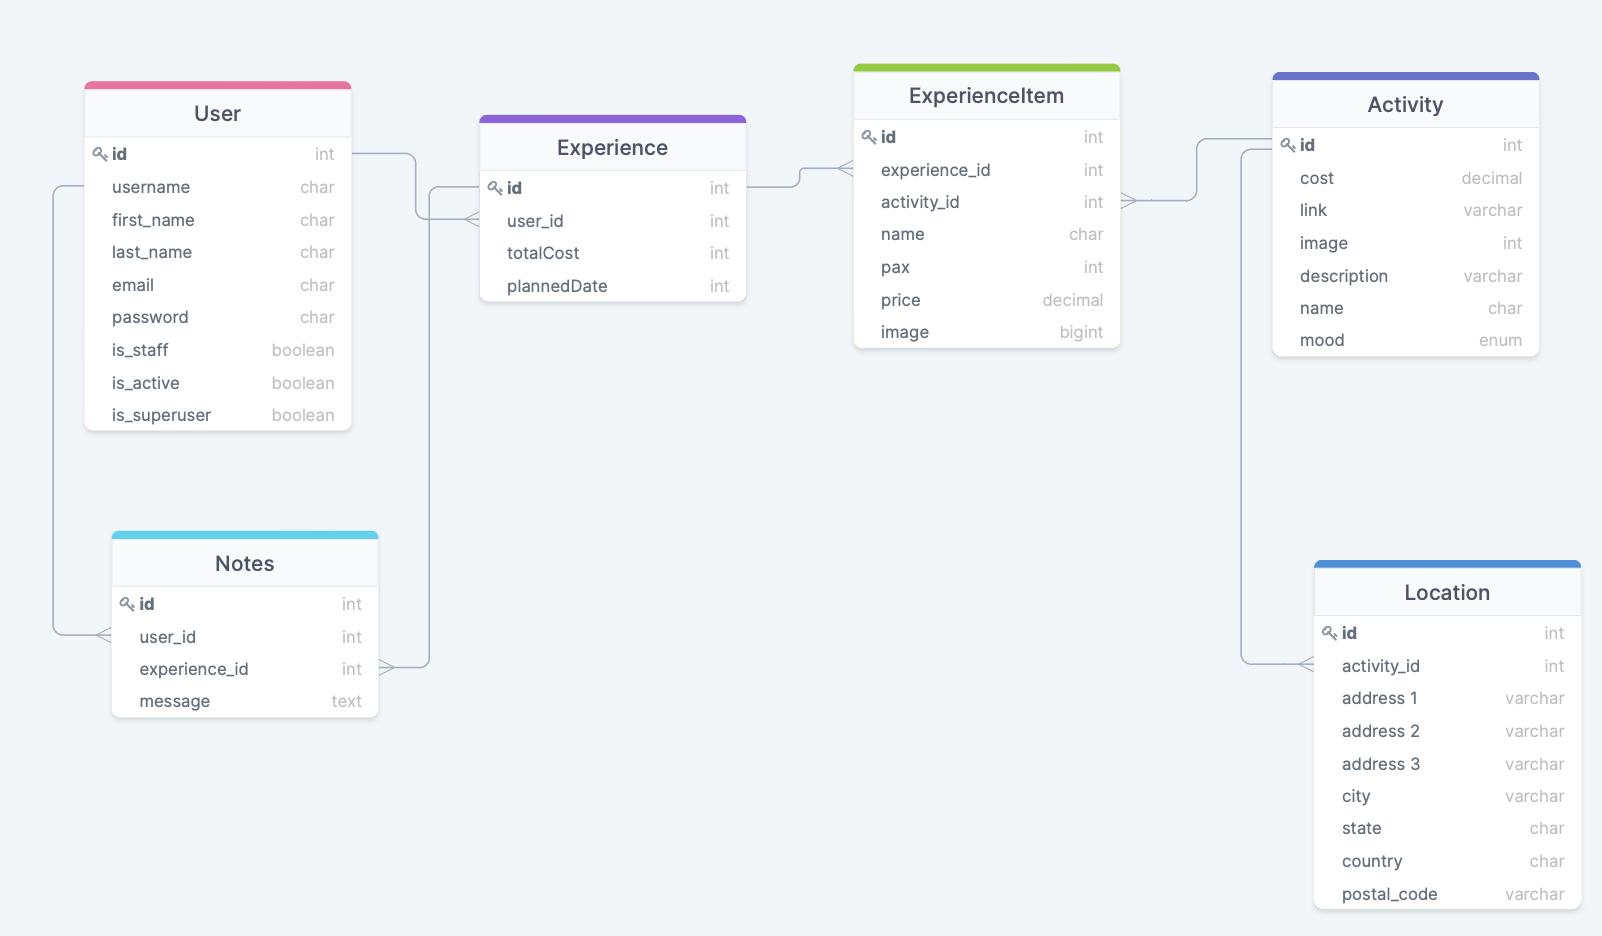 User
id int
username char
first_name char
last_name char
email char
password char
is_staff boolean
is_active boolean
is_superuser boolean
Experience
id int
user_id int
totalCost int
plannedDate int
ExperienceItem
id int
experience_id int
activity_id int
name char
pax int
price decimal
image bigint
Activity
id int
cost decimal
link varchar
image int
description varchar
name char
mood enum
Notes
id int
user_id int
experience_id int
message text
Location
id int
activity_id int
address 1 varchar
address 2 varchar
address 3 varchar
city varchar
state char
country char
postal_code varchar